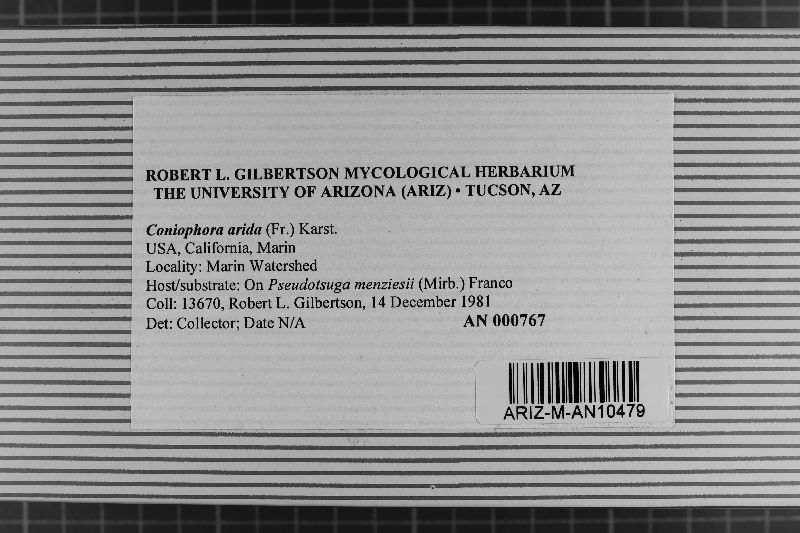 ROBERT L. GILBERTSON MYCOLOGICAL HERBARIUM
THE UNIVERSITY OF ARIZONA (ARIZ) • TUCSON, AZ
Coniophora arida (Fr.) Karst.
USA, California, Marin
Locality: Marin Watershed
Host/substrate: On Pseudotsuga menziesii (Mirb.) Franco
Coll: 13670, Robert L. Gilbertson, 14 December 1981
Det: Collector; Date N/A AN 000767
ARIZ-M-AN10479